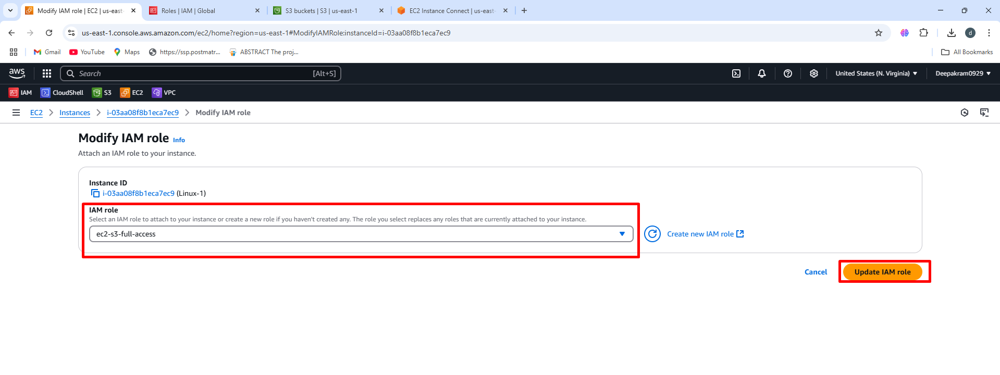 Modify IAM role | EC2 | us-east-
Roles | IAM | Global
S3 buckets | S3 | us-east-1
EC2 Instance Connect | us-east-
us-east-1.console.aws.amazon.com/ec2/home?region=us-east-1#ModifyIAMRole:instanceId=i-03aa08f8b1eca7ec9
d
Gmail
YouTube
Maps
https://ssp.postmatr...
ABSTRACT The proj...
All Bookmarks
aws
Search
[Alt+S]
United States (N. Virginia)
Deepakram0929
IAM
CloudShell
S3
EC2
VPC
EC2 > Instances > i-03aa08f8b1eca7ec9 > Modify IAM role
Modify IAM role Info
Attach an IAM role to your instance.
Instance ID
i-03aa08f8b1eca7ec9 (Linux-1)
IAM role
Select an IAM role to attach to your instance or create a new role if you haven't created any. The role you select replaces any roles that are currently attached to your instance.
ec2-s3-full-access
Create new IAM role
Cancel
Update IAM role